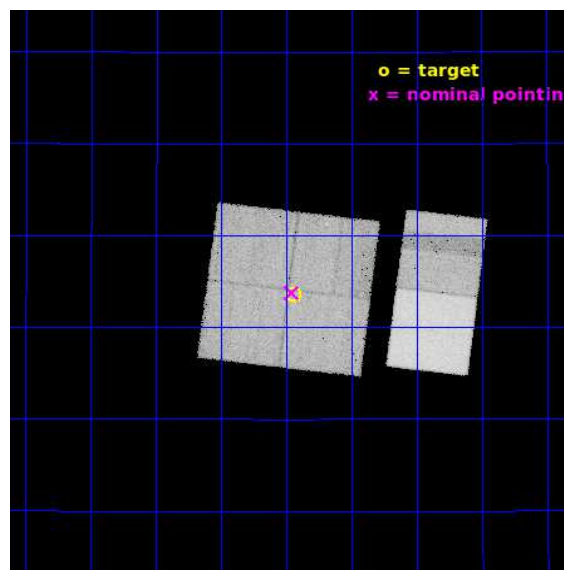 o = target
x = nominal pointin